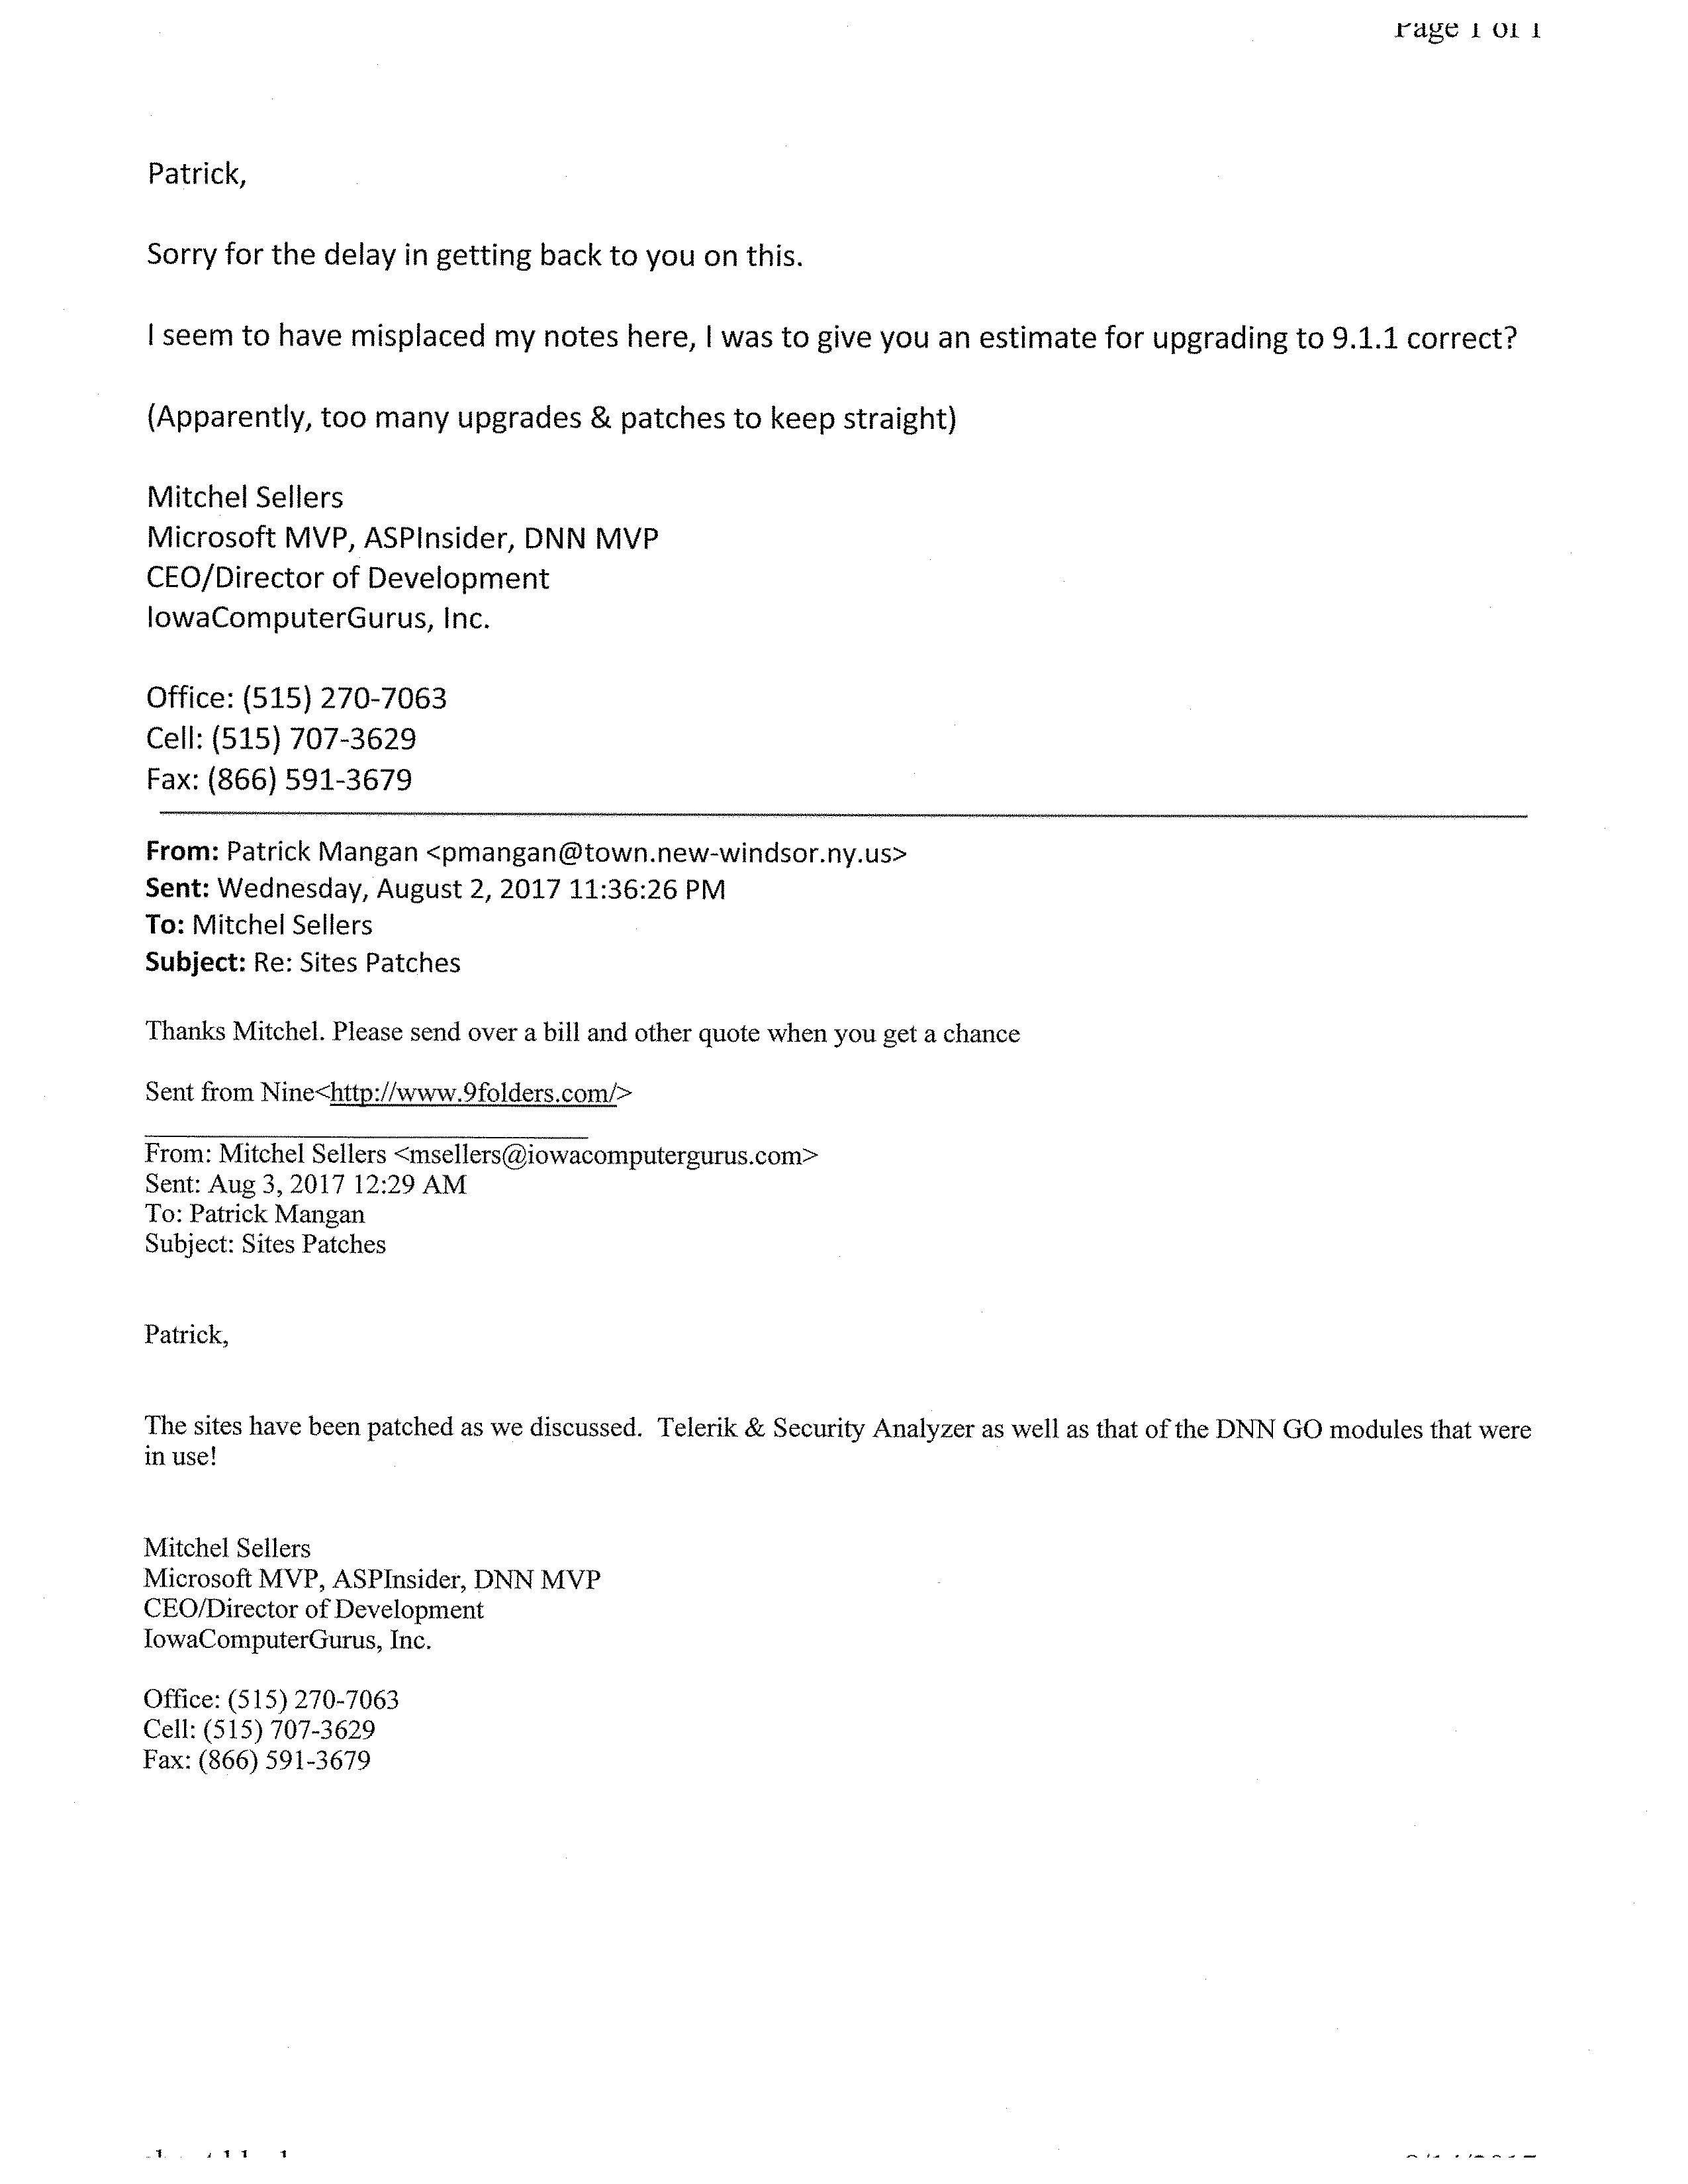 Page 1 of 1
Patrick,
Sorry for the delay in getting back to you on this.
I seem to have misplaced my notes here, I was to give you an estimate for upgrading to 9.1.1 correct?
(Apparently, too many upgrades & patches to keep straight)
Mitchel Sellers
Microsoft MVP, ASPInsider, DNN MVP
CEO/Director of Development
IowaComputerGurus, Inc.
Office: (515) 270-7063
Cell: (515) 707-3629
Fax: (866) 591-3679
From: Patrick Mangan <pmangan@town.new-windsor.ny.us>
Sent: Wednesday, August 2, 2017 11:36:26 PM
To: Mitchel Sellers
Subject: Re: Sites Patches
Thanks Mitchel. Please send over a bill and other quote when you get a chance
Sent from Nine<http://www.9folders.com/>
From: Mitchel Sellers <msellers@iowacomputergurus.com>
Sent: Aug 3, 2017 12:29 AM
To: Patrick Mangan
Subject: Sites Patches
Patrick,
The sites have been patched as we discussed.  Telerik & Security Analyzer as well as that of the DNN GO modules that were
in use!
Mitchel Sellers
Microsoft MVP, ASPInsider, DNN MVP
CEO/Director of Development
IowaComputerGurus, Inc.
Office: (515) 270-7063
Cell: (515) 707-3629
Fax: (866) 591-3679